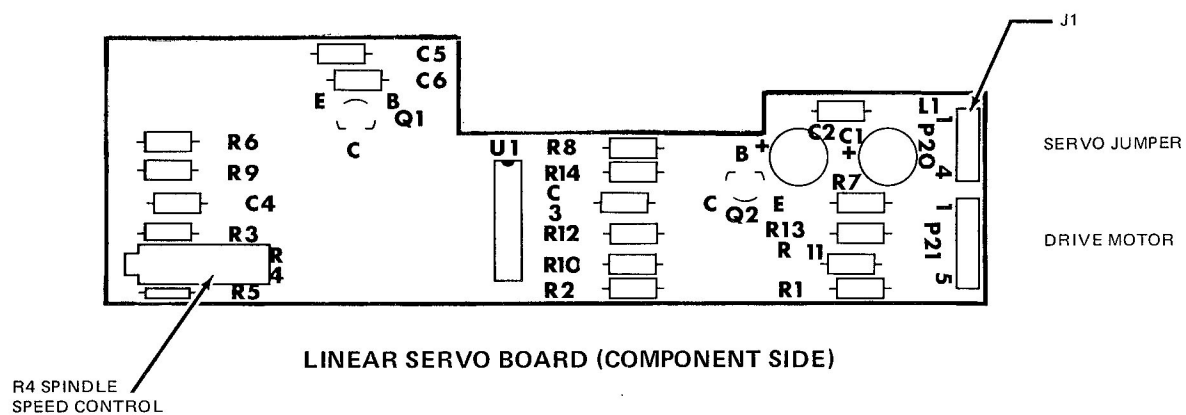 J1
C5
C6
E B
Q1
C
L1
1
P20
4
C2 C1
+
+
SERVO JUMPER
R6
R9
C4
R3
R
4
R5
U1
R8
R14
C
3
R12
R10
R2
B
C Q2 E
R7
R13
R 11
R1
1
P21
5
DRIVE MOTOR
LINEAR SERVO BOARD (COMPONENT SIDE)
R4 SPINDLE
SPEED CONTROL